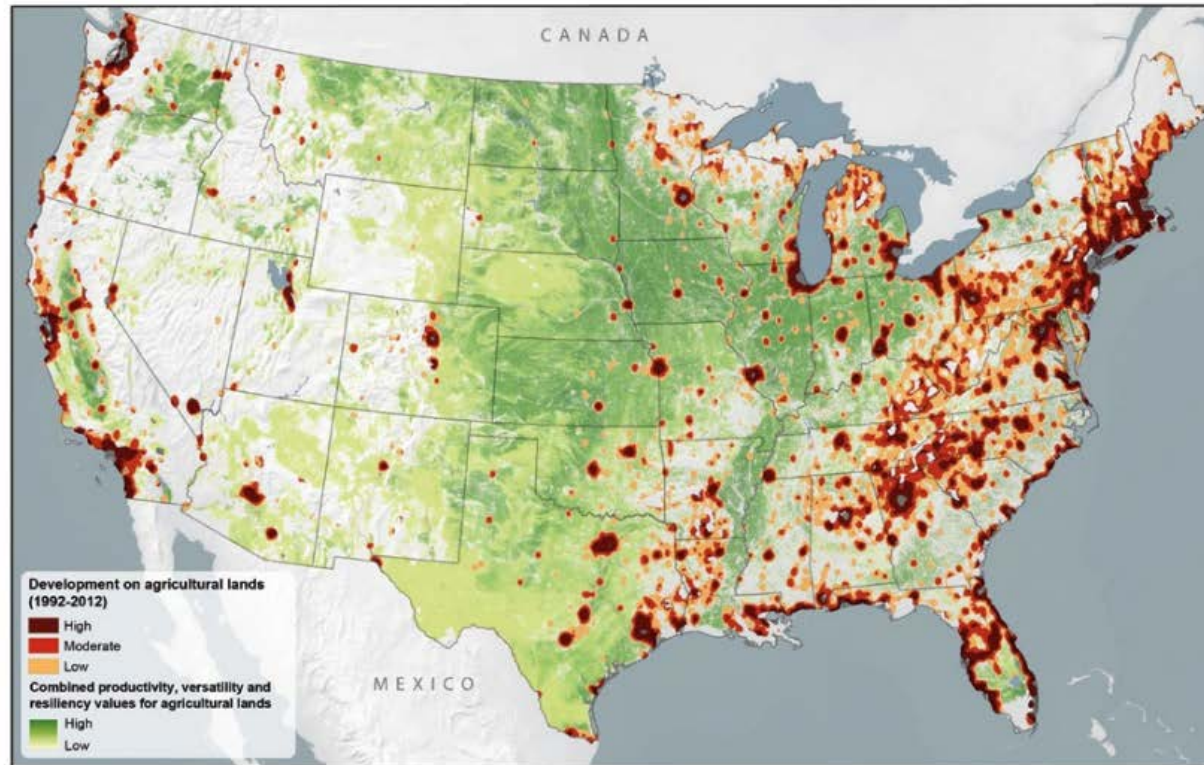 CANADA
MEXICO
Development on agricultural lands
(1992-2012)
High
Moderate
Low
Combined productivity, versatility and
resiliency values for agricultural lands
High
Low